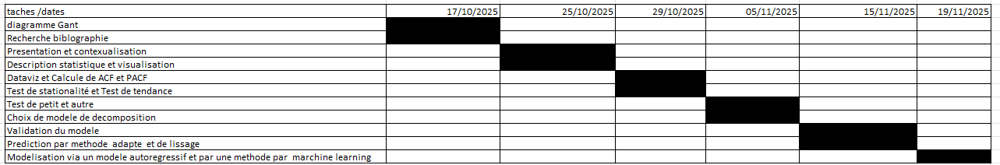 taches /dates 17/10/2025 25/10/2025 29/10/2025 05/11/2025 15/11/2025 19/11/2025
diagramme Gant
Recherche biblographie
Presentation et contexualisation
Description statistique et visualisation
Dataviz et Calcule de ACF et PACF
Test de stationalité et Test de tendance
Test de petit et autre
Choix de modele de decomposition
Validation du modele
Prediction par methode adapte et de lissage
Modelisation via un modele autoregressif et par une methode par marchine learning